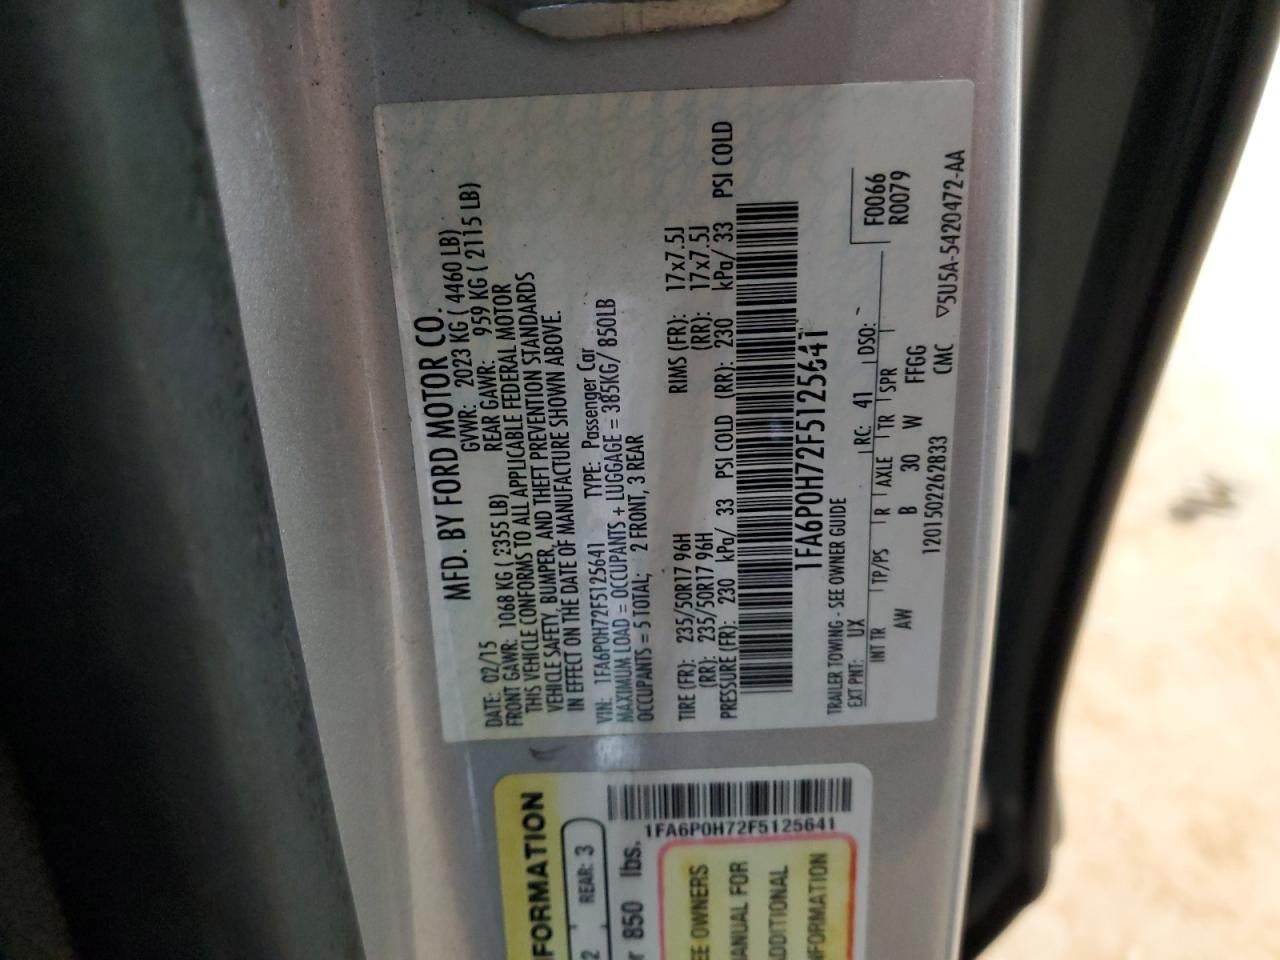 MFD. BY FORD MOTOR CO.
DATE: 02/15 GVWR: 2023 KG ( 4460 LB)
FRONT GAWR: 1068 KG ( 2355 LB) REAR GAWR: 959 KG ( 2115 LB)
THIS VEHICLE CONFORMS TO ALL APPLICABLE FEDERAL MOTOR
VEHICLE SAFETY, BUMPER, AND THEFT PREVENTION STANDARDS
IN EFFECT ON THE DATE OF MANUFACTURE SHOWN ABOVE.
VIN: 1FA6P0H72F5125641 TYPE: Passenger Car
MAXIMUM LOAD = OCCUPANTS + LUGGAGE = 385KG/ 850LB
OCCUPANTS = 5 TOTAL; 2 FRONT, 3 REAR
TIRE (FR): 235/50R17 96H RIMS (FR): 17x7.5J
(RR): 235/50R17 96H (RR): 17x7.5J
PRESSURE (FR): 230 kPa/ 33 PSI COLD (RR): 230 kPa/ 33 PSI COLD
1FA6P0H72F5125641
TRAILER TOWING - SEE OWNER GUIDE
F0066
EXT PNT: UX RC: 41 DSO: R0079
INT TR TP/PS R AXLE TR SPR
AW B 30 W FFGG
1201502262833 CMC ▽5U5A-5420472-AA
FORMATION
2 REAR: 3
r 850 lbs.
1FA6P0H72F5125641
EE OWNERS
ANUAL FOR
ADDITIONAL
FORMATION